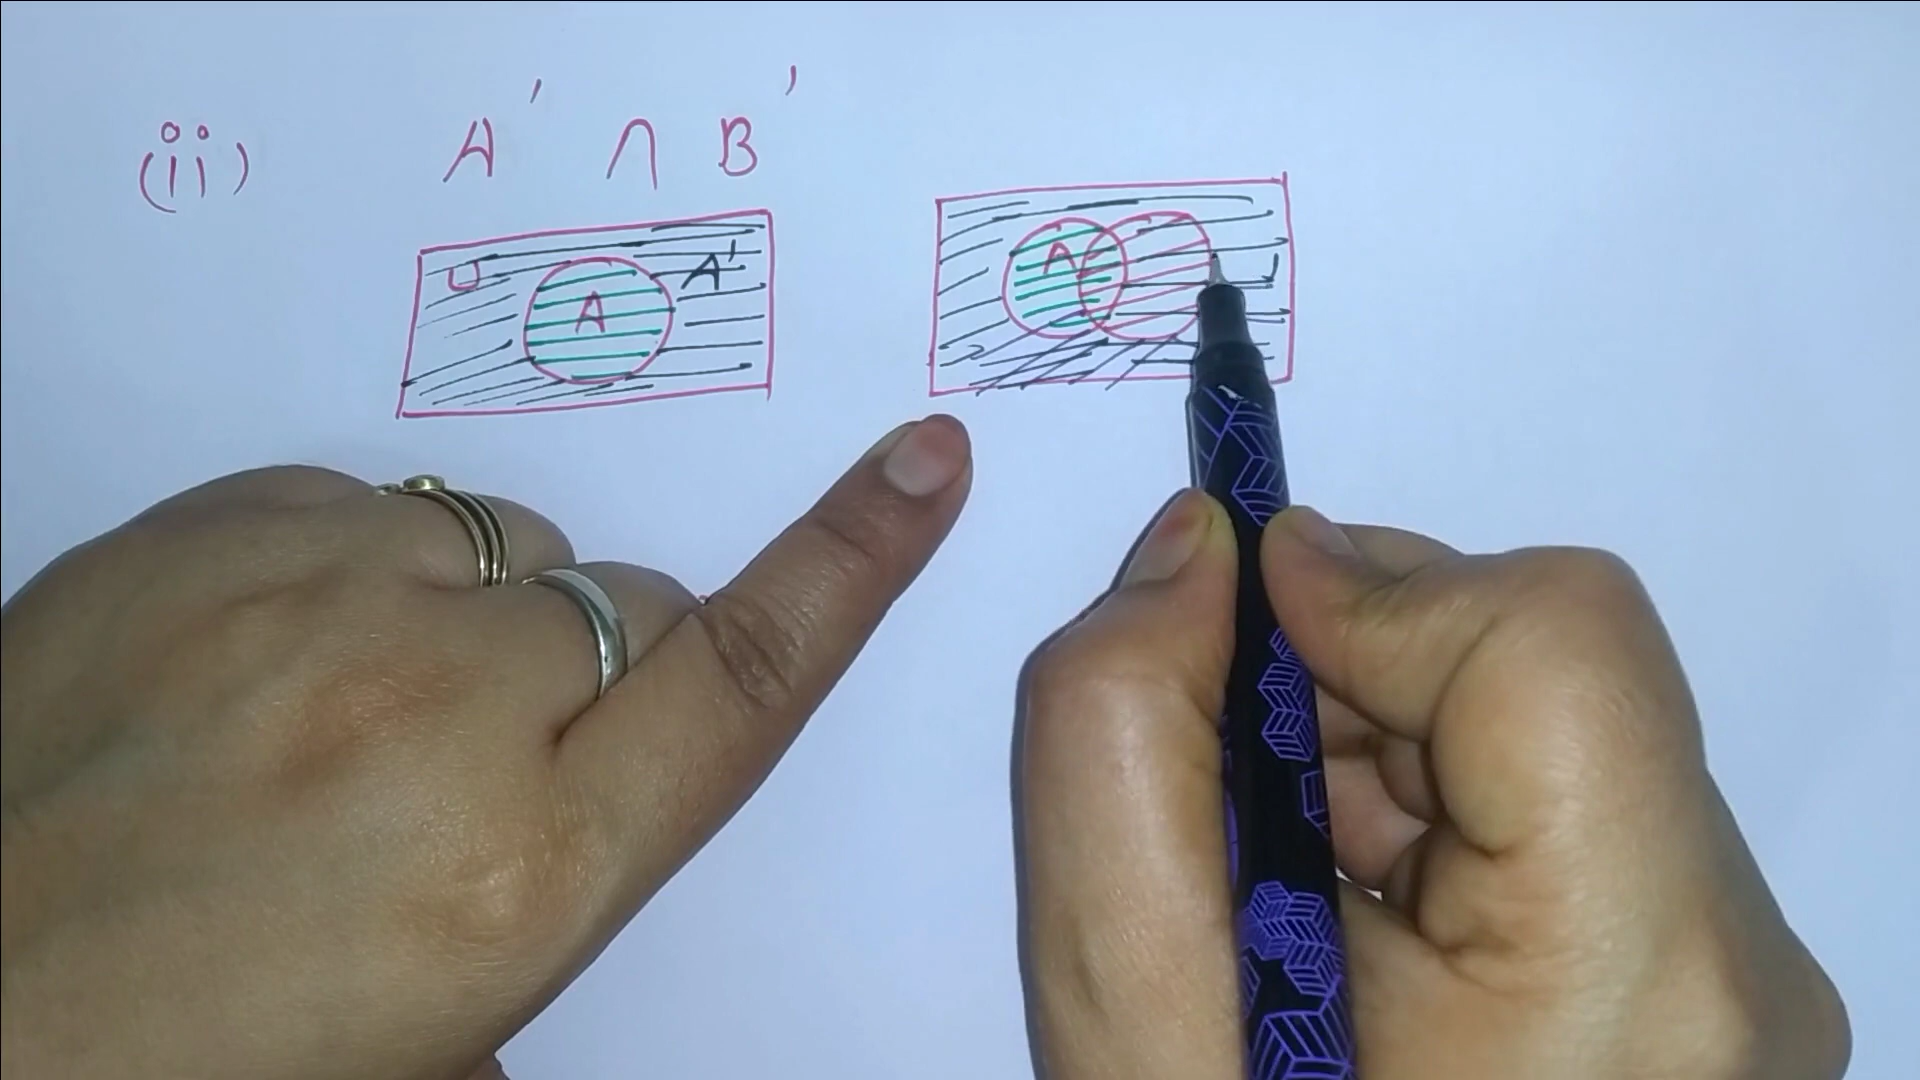 (ii) A' ∩ B'
U A A'
A